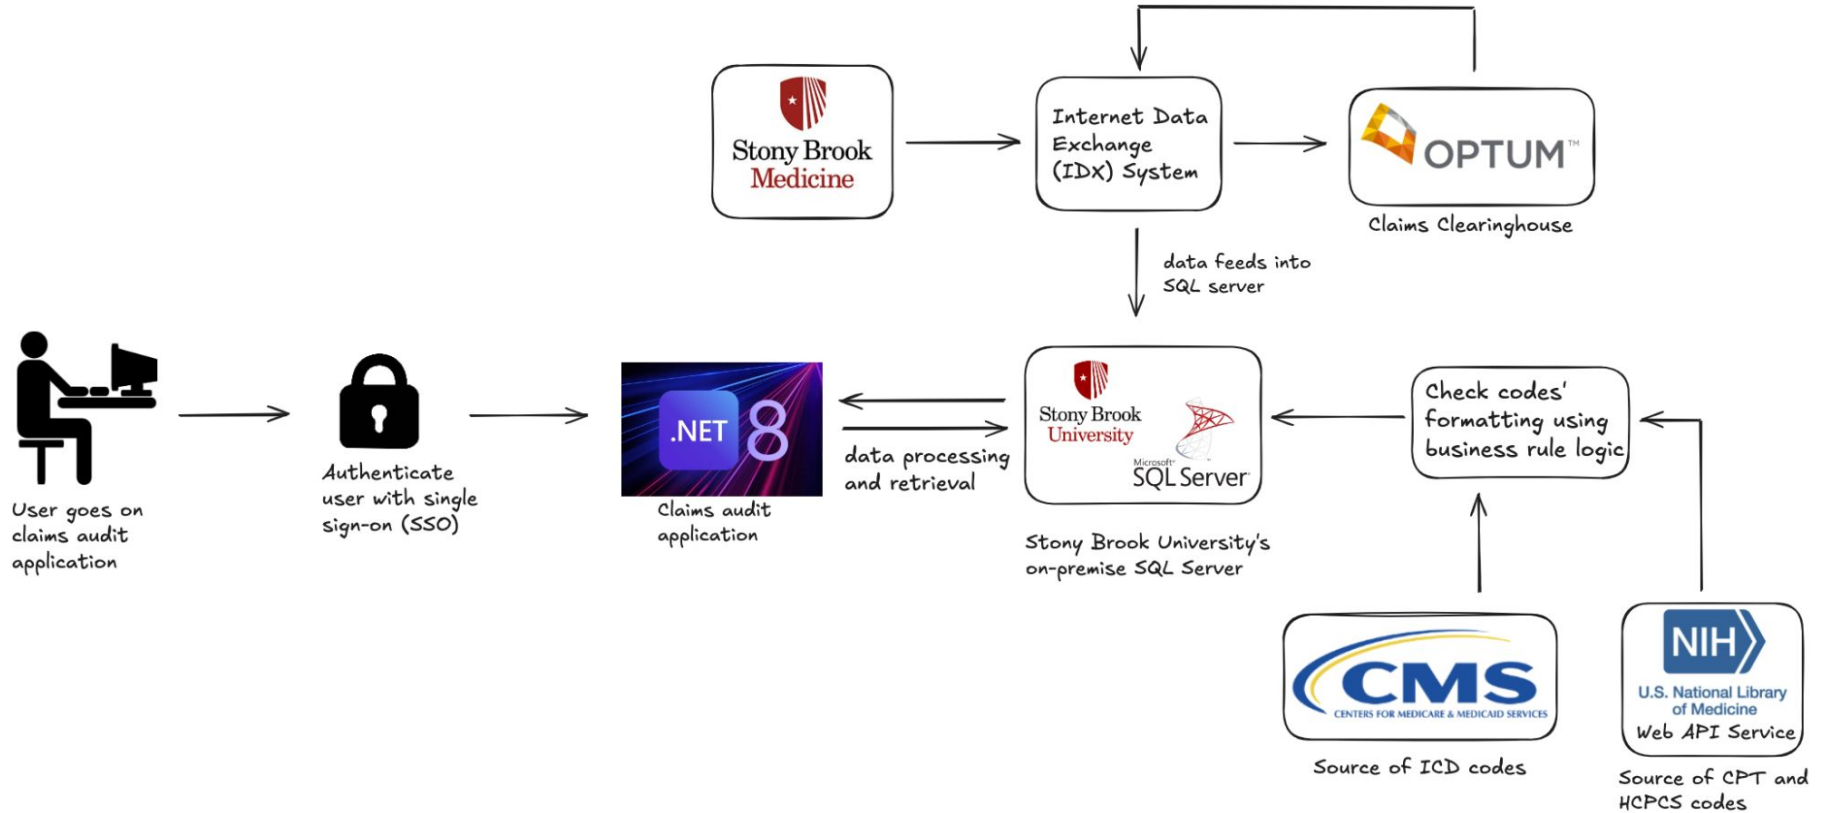 Stony Brook
Medicine
Internet Data
Exchange
(IDX) System
OPTUM™
Claims Clearinghouse
data feeds into
SQL server
User goes on
claims audit
application
Authenticate
user with single
sign-on (SSO)
.NET 8
Claims audit
application
data processing
and retrieval
Stony Brook
University
Microsoft®
SQL Server®
Stony Brook University's
on-premise SQL Server
Check codes'
formatting using
business rule logic
CMS
CENTERS FOR MEDICARE & MEDICAID SERVICES
Source of ICD codes
NIH
U.S. National Library
of Medicine
Web API Service
Source of CPT and
HCPCS codes